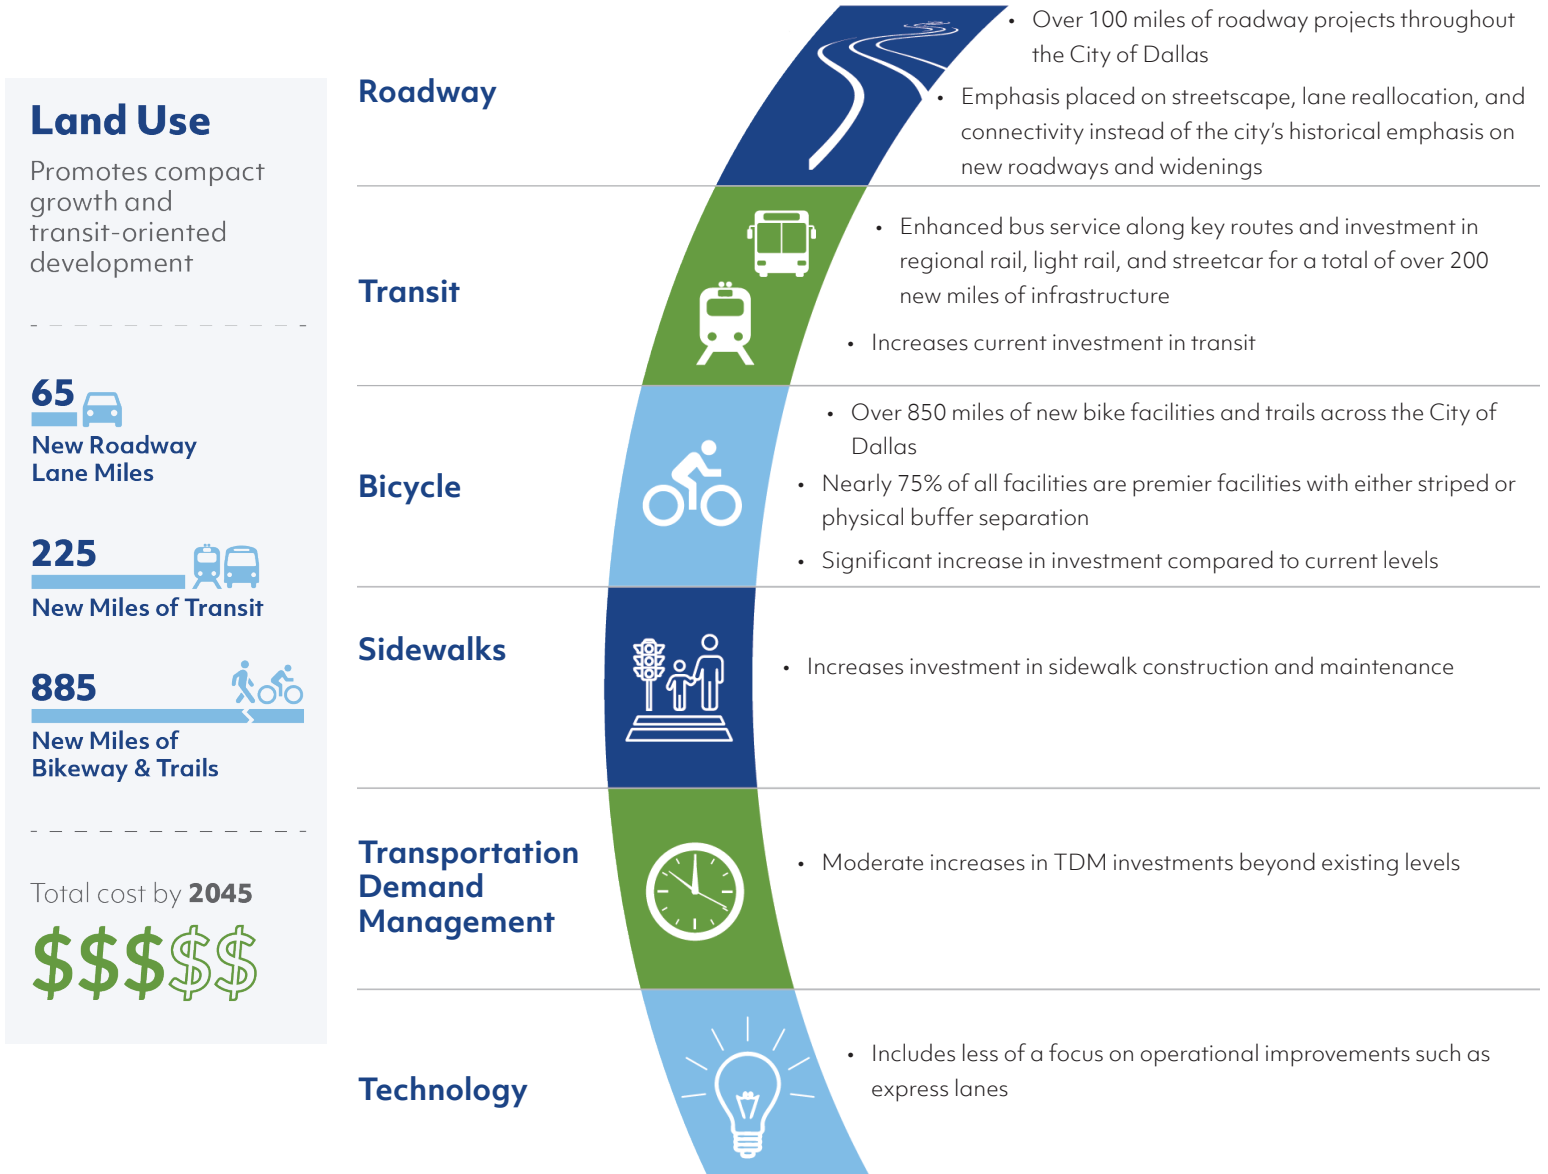 Land Use
Promotes compact
growth and
transit-oriented
development
65
New Roadway
Lane Miles
225
New Miles of Transit
885
New Miles of
Bikeway & Trails
Total cost by 2045
$$$$$
Roadway
• Over 100 miles of roadway projects throughout
the City of Dallas
• Emphasis placed on streetscape, lane reallocation, and
connectivity instead of the city’s historical emphasis on
new roadways and widenings
Transit
• Enhanced bus service along key routes and investment in
regional rail, light rail, and streetcar for a total of over 200
new miles of infrastructure
• Increases current investment in transit
Bicycle
• Over 850 miles of new bike facilities and trails across the City of
Dallas
• Nearly 75% of all facilities are premier facilities with either striped or
physical buffer separation
• Significant increase in investment compared to current levels
Sidewalks
• Increases investment in sidewalk construction and maintenance
Transportation
Demand
Management
• Moderate increases in TDM investments beyond existing levels
Technology
• Includes less of a focus on operational improvements such as
express lanes